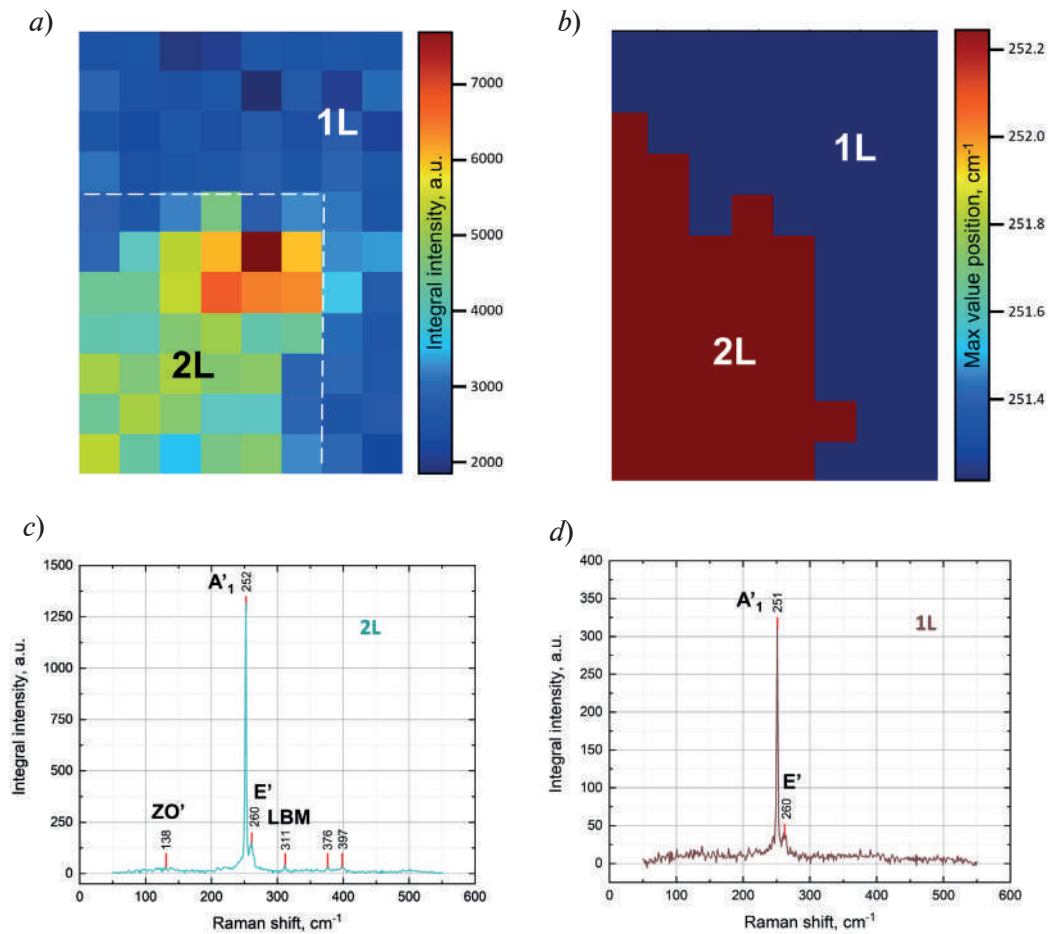 a)
1L
2L
7000
6000
5000
4000
3000
2000
Integral intensity, a.u.
b)
1L
2L
252.2
252.0
251.8
251.6
251.4
Max value position, cm-1
c)
1500
1250
1000
750
500
250
0
Integral intensity, a.u.
A'1
252
2L
E'
260
ZO'
138
LBM
311
376
397
0 100 200 300 400 500 600
Raman shift, cm-1
d)
400
350
300
250
200
150
100
50
0
Integral intensity, a.u.
A'1
251
1L
E'
260
0 100 200 300 400 500 600
Raman shift, cm-1